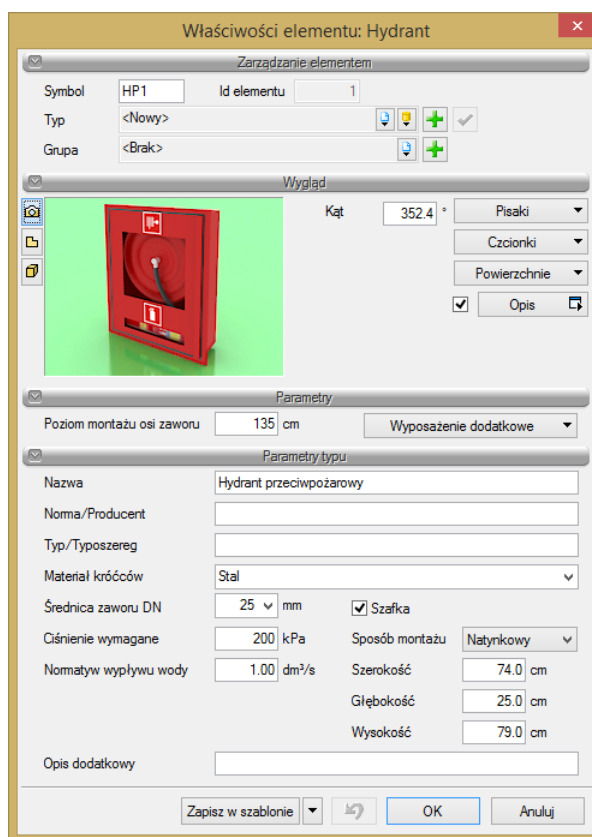 Właściwości elementu: Hydrant
Zarządzanie elementem
Symbol HP1 Id elementu 1
Typ <Nowy>
Grupa <Brak>
Wygląd
Kąt 352.4 ° Pisaki
Czcionki
Powierzchnie
Opis
Parametry
Poziom montażu osi zaworu 135 cm Wyposażenie dodatkowe
Parametry typu
Nazwa Hydrant przeciwpożarowy
Norma/Producent
Typ/Typoszereg
Materiał króćców Stal
Średnica zaworu DN 25 mm Szafka
Ciśnienie wymagane 200 kPa Sposób montażu Natynkowy
Normatyw wypływu wody 1.00 dm³/s Szerokość 74.0 cm
Głębokość 25.0 cm
Wysokość 79.0 cm
Opis dodatkowy
Zapisz w szablonie OK Anuluj